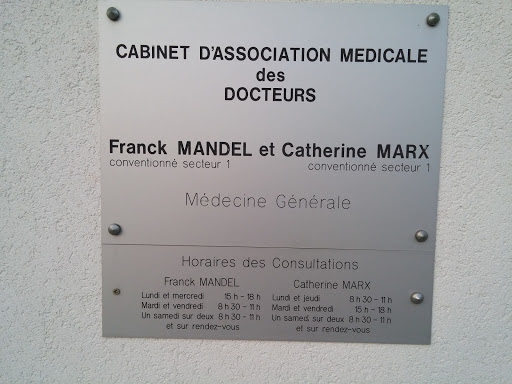 CABINET D'ASSOCIATION MEDICALE
des
DOCTEURS
Franck MANDEL et Catherine MARX
conventionné secteur 1 conventionné secteur 1
Médecine Générale
Horaires des Consultations
Franck MANDEL
Lundi et mercredi 15 h - 18 h
Mardi et vendredi 8 h 30 - 11 h
Un samedi sur deux 8 h 30 - 11 h
et sur rendez-vous
Catherine MARX
Lundi et jeudi 8 h 30 - 11 h
Mardi et vendredi 15 h - 18 h
Un samedi sur deux 8 h 30 - 11 h
et sur rendez-vous